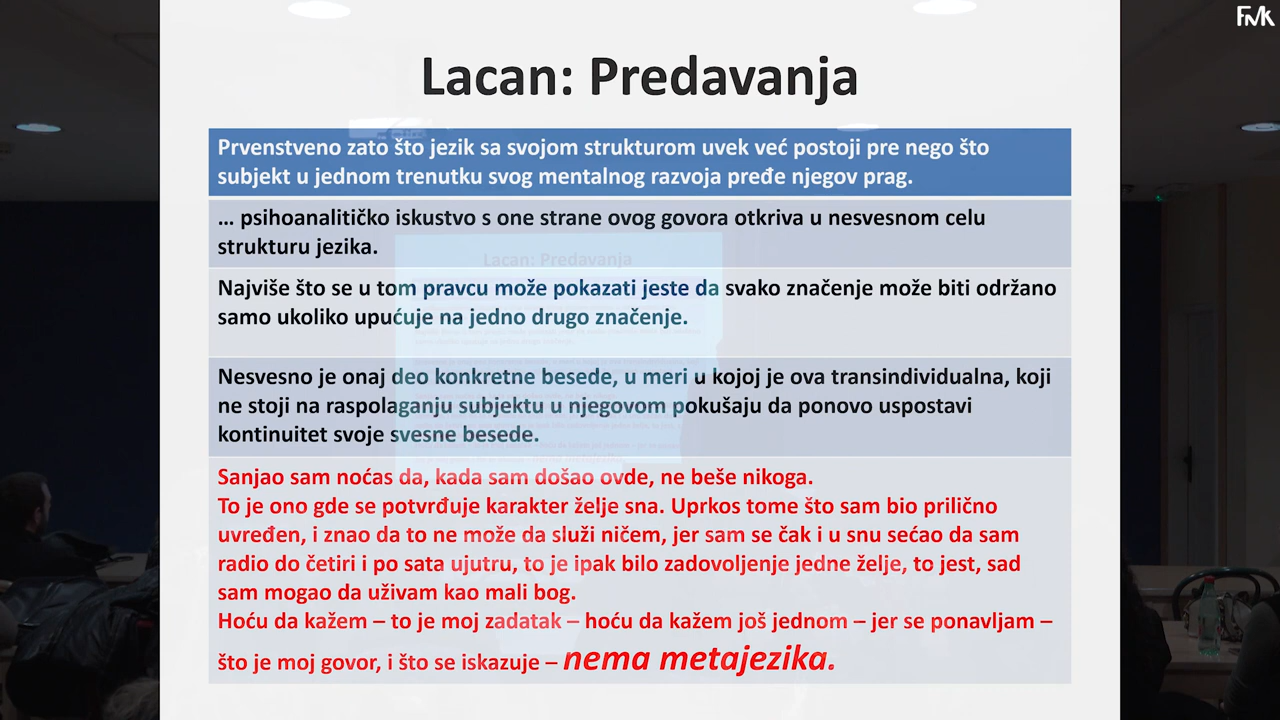 FMK
Lacan: Predavanja
Prvenstveno zato što jezik sa svojom strukturom uvek već postoji pre nego što
subjekt u jednom trenutku svog mentalnog razvoja pređe njegov prag.
... psihoanalitičko iskustvo s one strane ovog govora otkriva u nesvesnom celu
strukturu jezika.
Najviše što se u tom pravcu može pokazati jeste da svako značenje može biti održano
samo ukoliko upućuje na jedno drugo značenje.
Nesvesno je onaj deo konkretne besede, u meri u kojoj je ova transindividualna, koji
ne stoji na raspolaganju subjektu u njegovom pokušaju da ponovo uspostavi
kontinuitet svoje svesne besede.
Sanjao sam noćas da, kada sam došao ovde, ne beše nikoga.
To je ono gde se potvrđuje karakter želje sna. Uprkos tome što sam bio prilično
uvređen, i znao da to ne može da služi ničem, jer sam se čak i u snu sećao da sam
radio do četiri i po sata ujutru, to je ipak bilo zadovoljenje jedne želje, to jest, sad
sam mogao da uživam kao mali bog.
Hoću da kažem – to je moj zadatak – hoću da kažem još jednom – jer se ponavljam –
što je moj govor, i što se iskazuje – nema metajezika.
Lacan: Predavanja